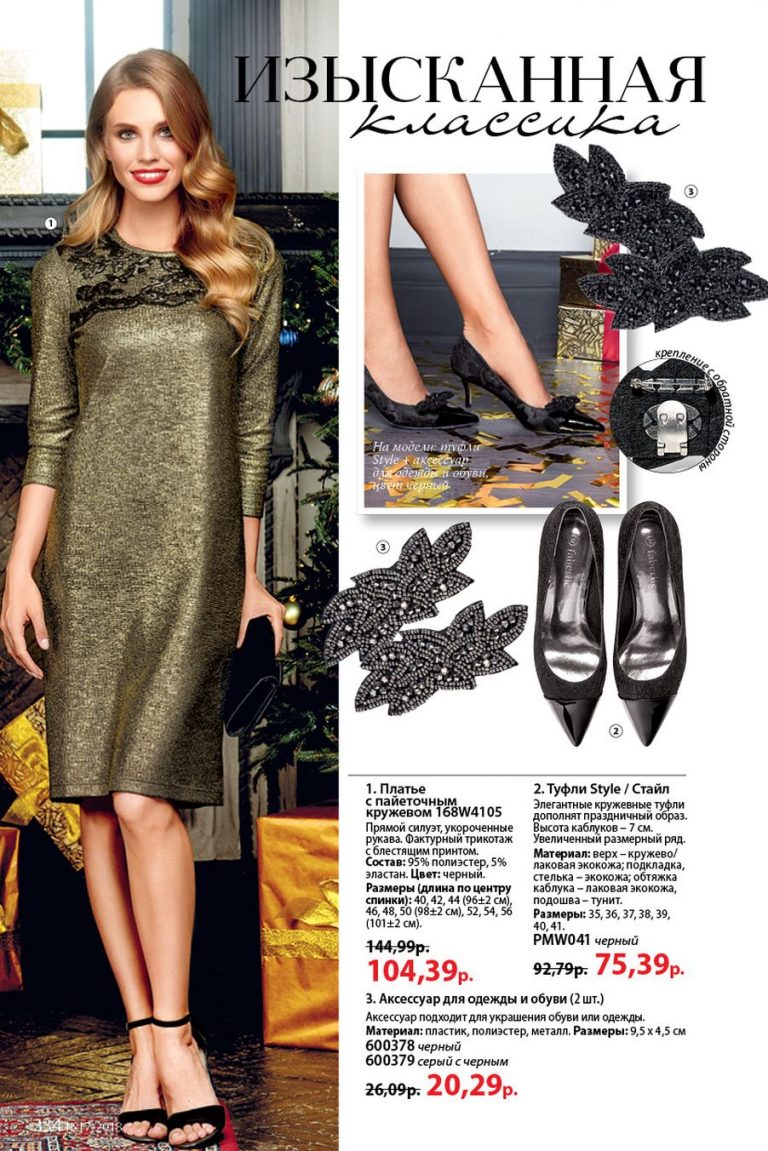 ИЗЫСКАННАЯ
классика
1
3
крепление с обратной стороны
На модели: туфли
Style + аксессуар
для одежды и обуви,
цвет черный
3
faberlic
2
1. Платье
с пайеточным
кружевом 168W4105
Прямой силуэт, укороченные
рукава. Фактурный трикотаж
с блестящим принтом.
Состав: 95% полиэстер, 5%
эластан. Цвет: черный.
Размеры (длина по центру
спинки): 40, 42, 44 (96±2 см),
46, 48, 50 (98±2 см), 52, 54, 56
(101±2 см).
144,99р.
104,39р.
2. Туфли Style / Стайл
Элегантные кружевные туфли
дополнят праздничный образ.
Высота каблуков – 7 см.
Увеличенный размерный ряд.
Материал: верх – кружево/
лаковая экокожа; подкладка,
стелька – экокожа; обтяжка
каблука – лаковая экокожа,
подошва – тунит.
Размеры: 35, 36, 37, 38, 39,
40, 41.
PMW041 черный
92,79р. 75,39р.
3. Аксессуар для одежды и обуви (2 шт.)
Аксессуар подходит для украшения обуви или одежды.
Материал: пластик, полиэстер, металл. Размеры: 9,5 x 4,5 см
600378 черный
600379 серый с черным
26,09р. 20,29р.